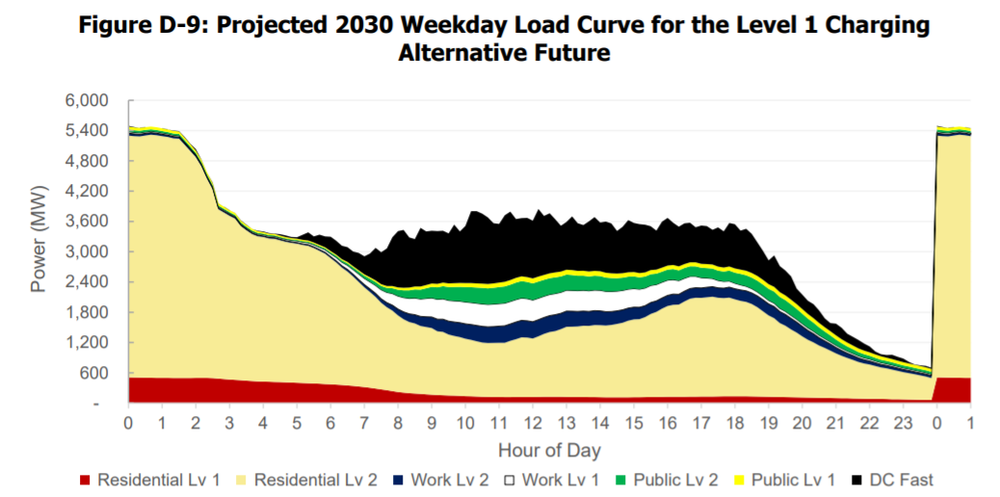 Figure D-9: Projected 2030 Weekday Load Curve for the Level 1 Charging
Alternative Future
6,000
5,400
4,800
4,200
3,600
3,000
2,400
1,800
1,200
600
-
Power (MW)
0 1 2 3 4 5 6 7 8 9 10 11 12 13 14 15 16 17 18 19 20 21 22 23 0 1
Hour of Day
Residential Lv 1 Residential Lv 2 Work Lv 2 Work Lv 1 Public Lv 2 Public Lv 1 DC Fast